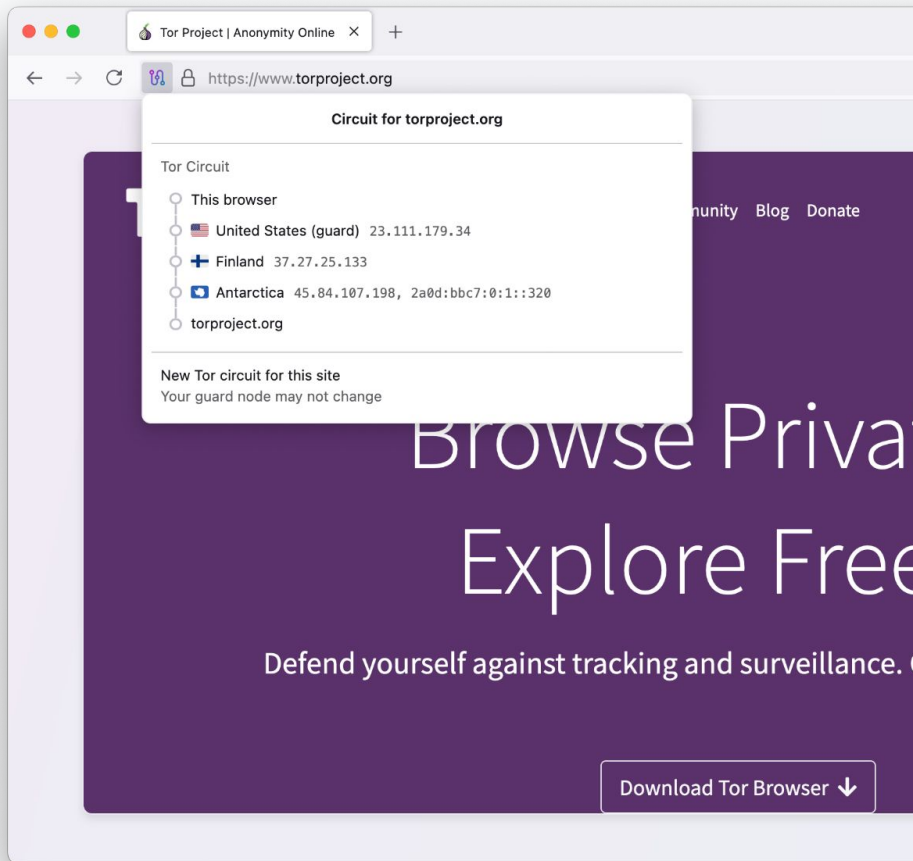 Tor Project | Anonymity Online
https://www.torproject.org
Circuit for torproject.org
Tor Circuit
This browser
United States (guard) 23.111.179.34
Finland 37.27.25.133
Antarctica 45.84.107.198, 2a0d:bbc7:0:1::320
torproject.org
New Tor circuit for this site
Your guard node may not change
Blog Donate
Browse
Explore
Defend yourself against tracking and surveillance.
Download Tor Browser